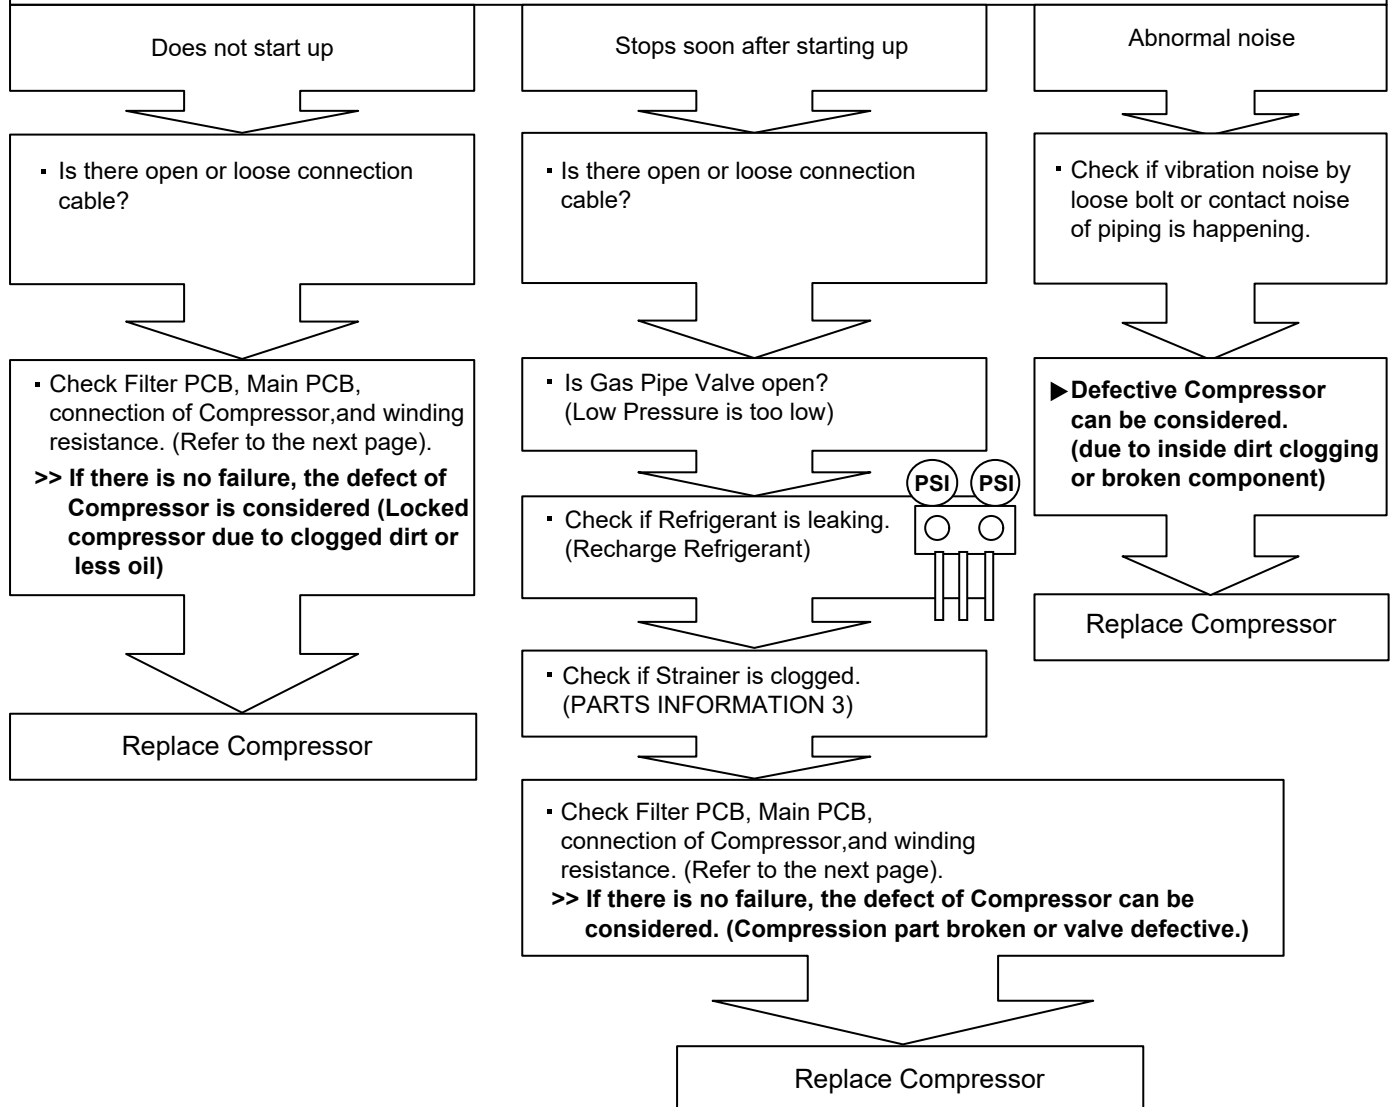 Does not start up
▪ Is there open or loose connection
cable?
▪ Check Filter PCB, Main PCB,
connection of Compressor,and winding
resistance. (Refer to the next page).
>> If there is no failure, the defect of
Compressor is considered (Locked
compressor due to clogged dirt or
less oil)
Replace Compressor
Stops soon after starting up
▪ Is there open or loose connection
cable?
▪ Is Gas Pipe Valve open?
(Low Pressure is too low)
▪ Check if Refrigerant is leaking.
(Recharge Refrigerant)
PSI PSI
▪ Check if Strainer is clogged.
(PARTS INFORMATION 3)
▪ Check Filter PCB, Main PCB,
connection of Compressor,and winding
resistance. (Refer to the next page).
>> If there is no failure, the defect of Compressor can be
considered. (Compression part broken or valve defective.)
Replace Compressor
Abnormal noise
▪ Check if vibration noise by
loose bolt or contact noise
of piping is happening.
▶Defective Compressor
can be considered.
(due to inside dirt clogging
or broken component)
Replace Compressor